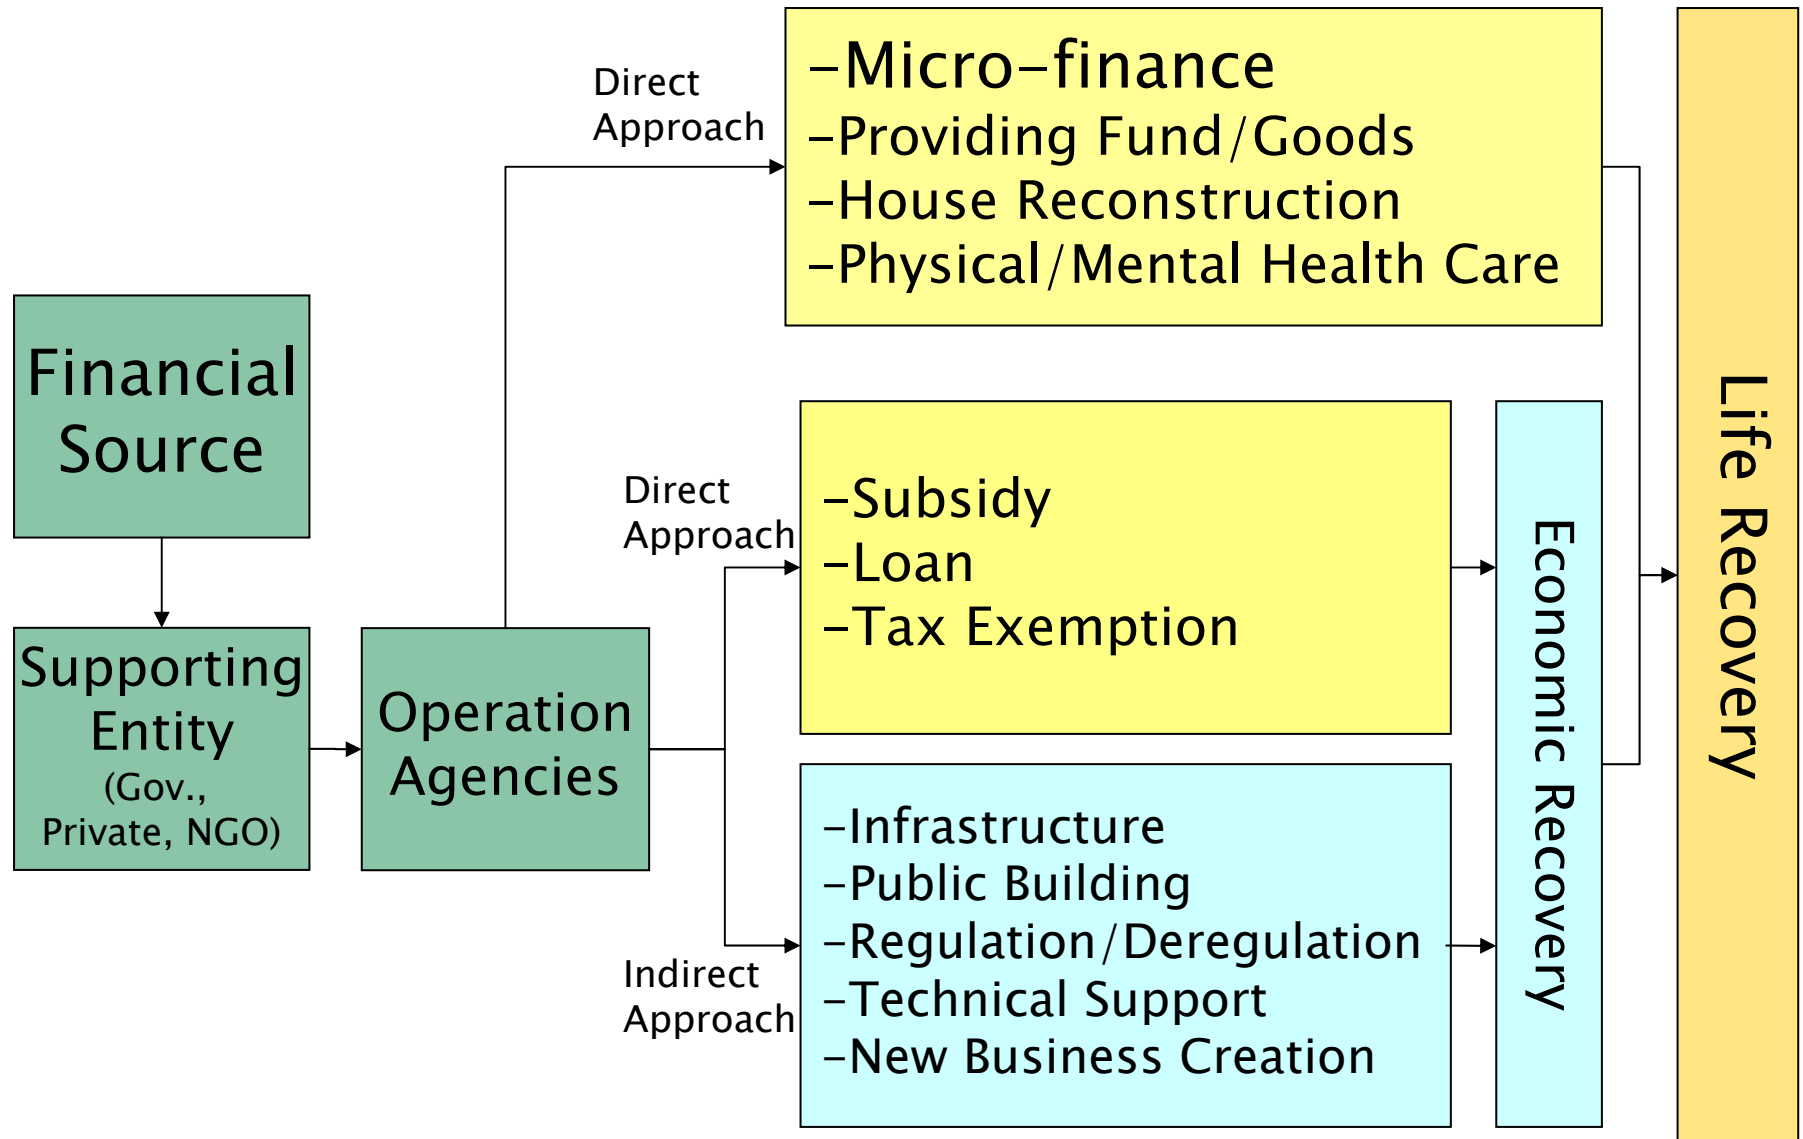 Financial
Source
Supporting
Entity
(Gov.,
Private, NGO)
Operation
Agencies
Direct
Approach
-Micro-finance
-Providing Fund/Goods
-House Reconstruction
-Physical/Mental Health Care
Direct
Approach
-Subsidy
-Loan
-Tax Exemption
Indirect
Approach
-Infrastructure
-Public Building
-Regulation/Deregulation
-Technical Support
-New Business Creation
Economic Recovery
Life Recovery